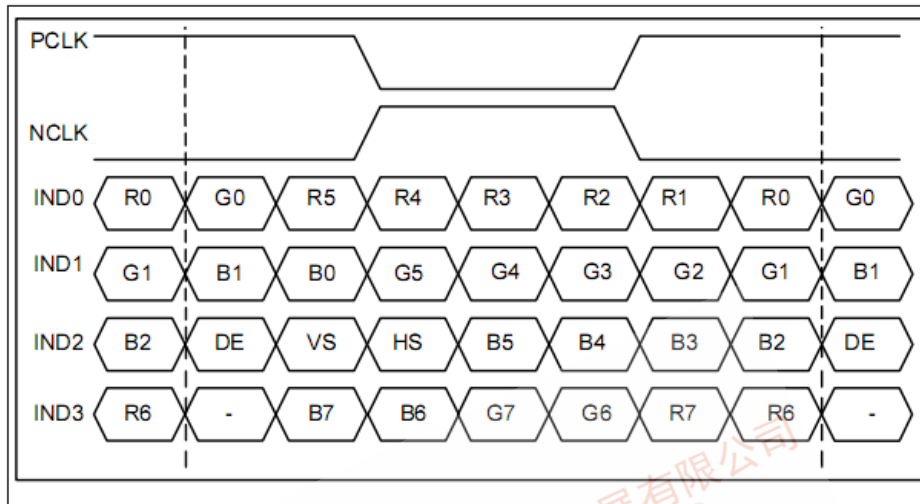 PCLK
NCLK
IND0 R0 G0 R5 R4 R3 R2 R1 R0 G0
IND1 G1 B1 B0 G5 G4 G3 G2 G1 B1
IND2 B2 DE VS HS B5 B4 B3 B2 DE
IND3 R6 - B7 B6 G7 G6 R7 R6 -
展有限公司